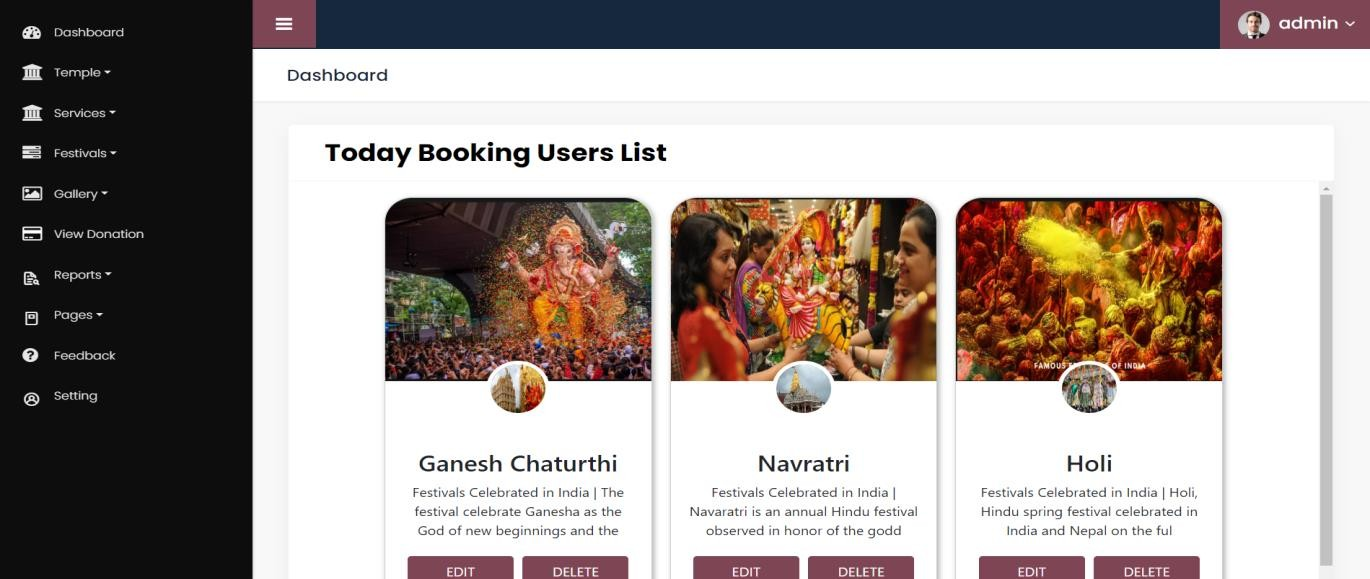 Dashboard
Temple
Services
Festivals
Gallery
View Donation
Reports
Pages
Feedback
Setting
admin
Dashboard
Today Booking Users List
FAMOUS
OF INDIA
Ganesh Chaturthi
Festivals Celebrated in India | The
festival celebrate Ganesha as the
God of new beginnings and the
EDIT DELETE
Navratri
Festivals Celebrated in India |
Navaratri is an annual Hindu festival
observed in honor of the godd
EDIT DELETE
Holi
Festivals Celebrated in India | Holi,
Hindu spring festival celebrated in
India and Nepal on the ful
EDIT DELETE